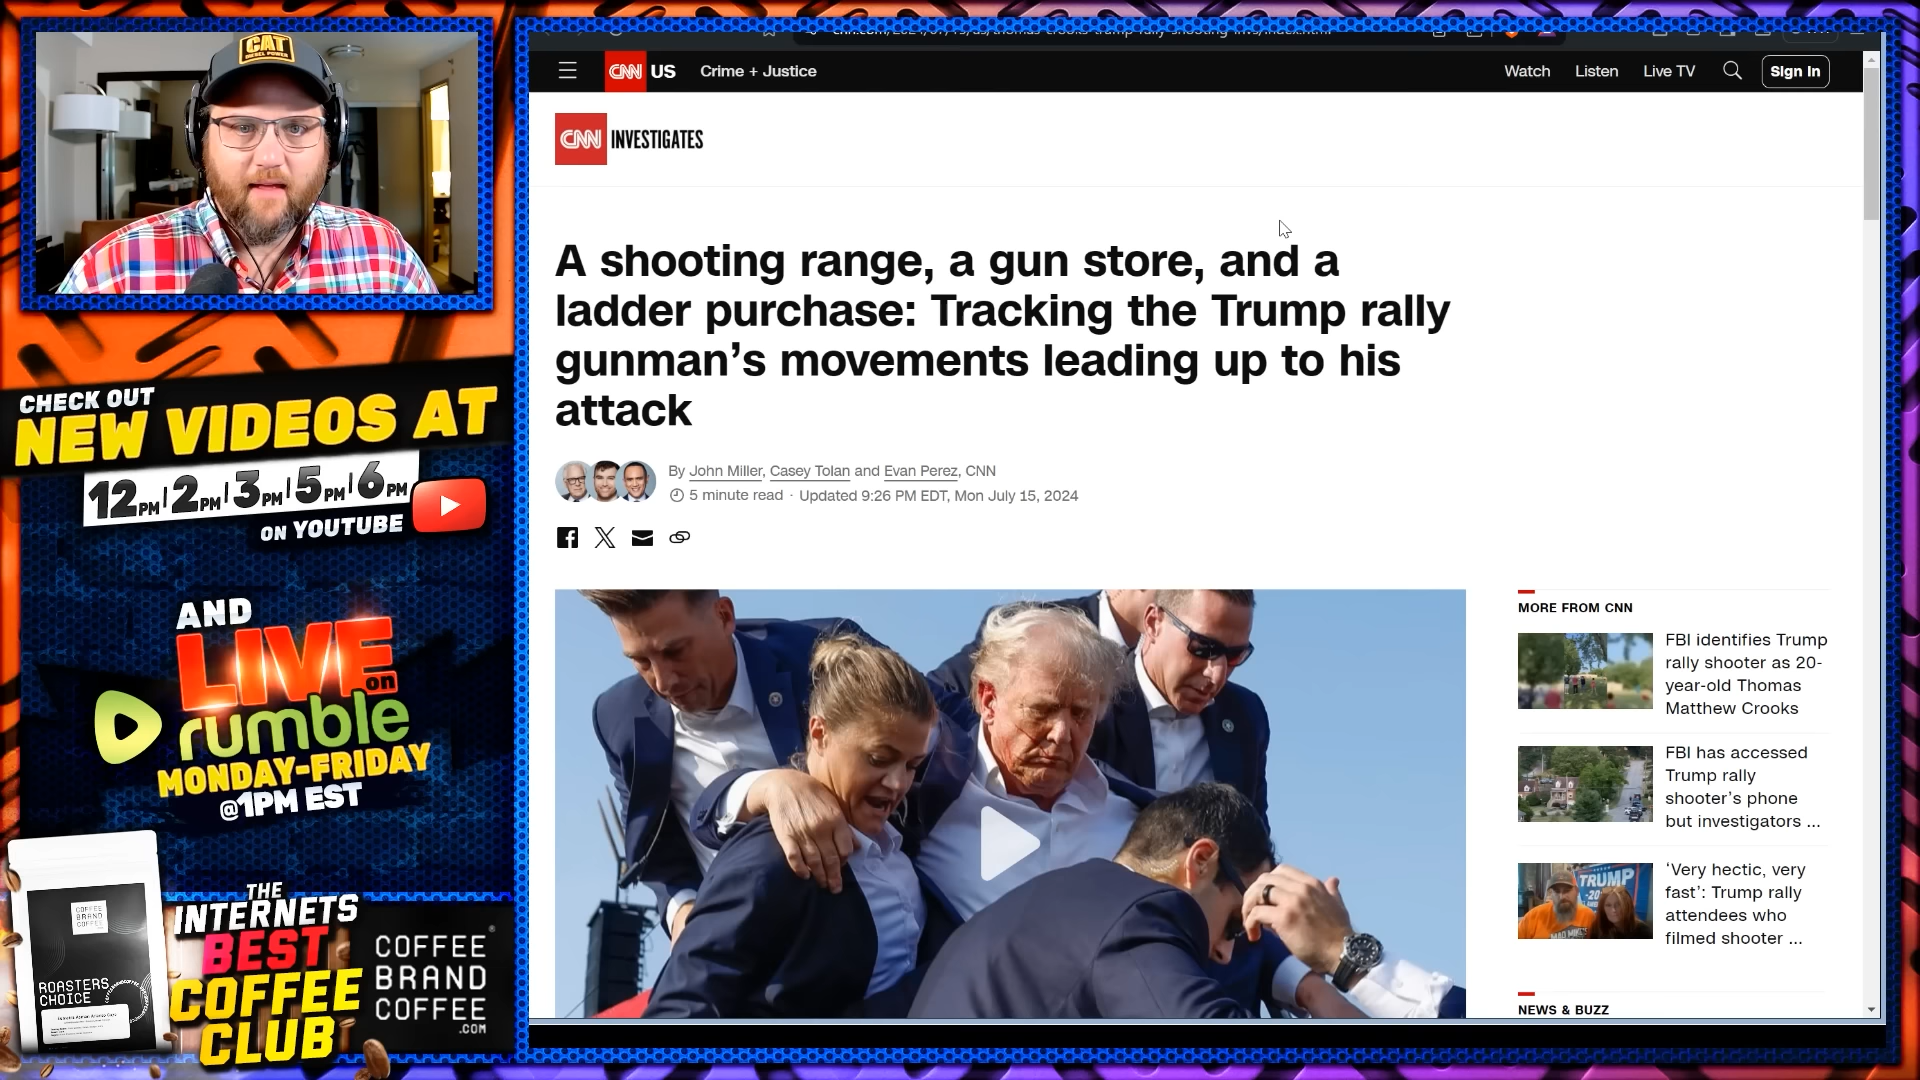 CAT
DIESEL POWER
CHECK OUT
NEW VIDEOS AT
12PM | 2PM | 3PM | 5PM | 6PM
ON YOUTUBE
AND
LIVE on
rumble
MONDAY-FRIDAY
@1PM EST
THE
INTERNETS
BEST
COFFEE
CLUB
COFFEE
BRAND
COFFEE
ROASTERS
CHOICE
COFFEE®
BRAND
COFFEE
.COM
CNN US Crime + Justice Watch Listen Live TV Sign In
CNN INVESTIGATES
A shooting range, a gun store, and a
ladder purchase: Tracking the Trump rally
gunman’s movements leading up to his
attack
By John Miller, Casey Tolan and Evan Perez, CNN
5 minute read · Updated 9:26 PM EDT, Mon July 15, 2024
MORE FROM CNN
FBI identifies Trump
rally shooter as 20-
year-old Thomas
Matthew Crooks
FBI has accessed
Trump rally
shooter’s phone
but investigators ...
TRUMP
‘Very hectic, very
fast’: Trump rally
attendees who
filmed shooter ...
NEWS & BUZZ